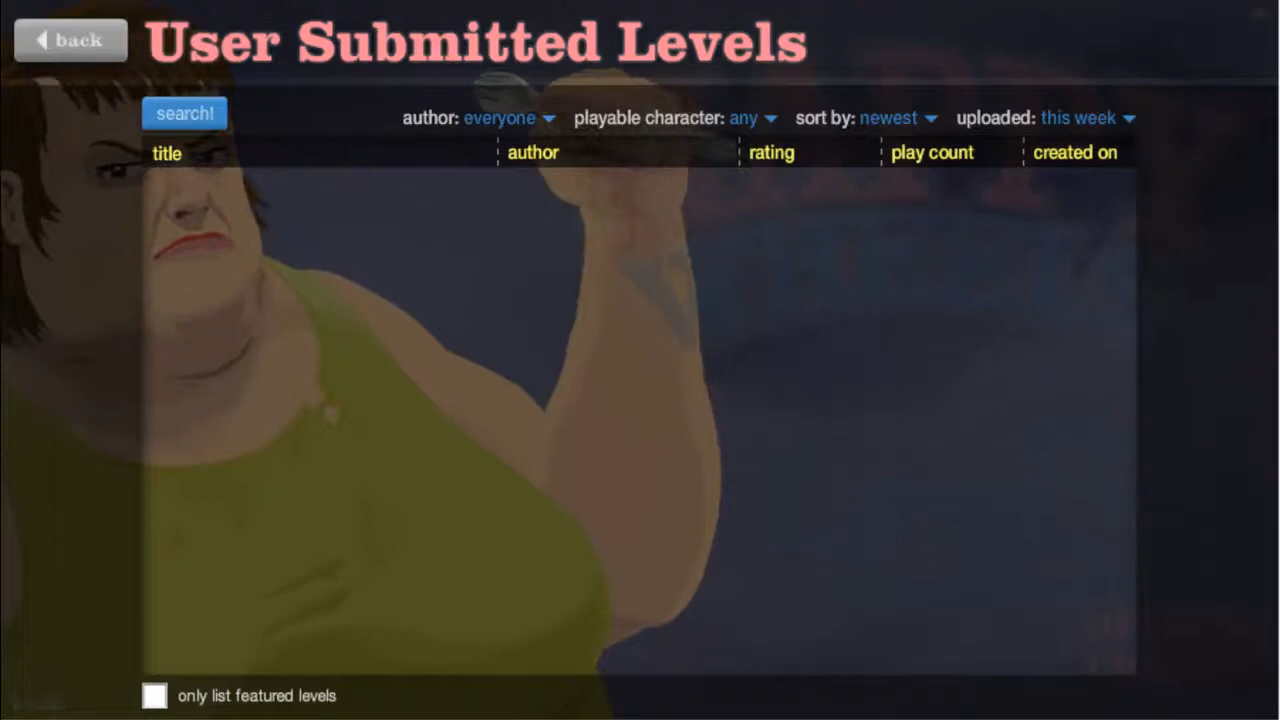 back
User Submitted Levels
search!
author: everyone playable character: any sort by: newest uploaded: this week
title author rating play count created on
only list featured levels